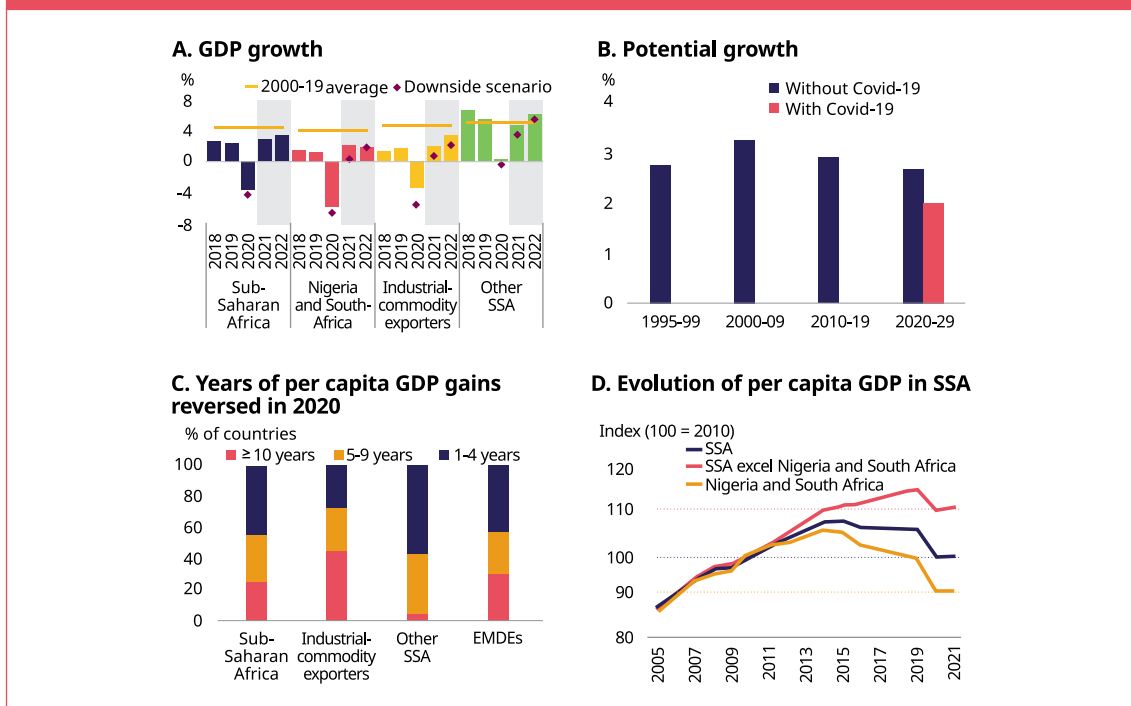 A. GDP growth
%
2000-19 average
Downside scenario
8
4
0
-4
-8
2018
2019
2020
2021
2022
2018
2019
2020
2021
2022
2018
2019
2020
2021
2022
2018
2019
2020
2021
2022
Sub-
Saharan
Africa
Nigeria
and South-
Africa
Industrial-
commodity
exporters
Other
SSA
B. Potential growth
%
Without Covid-19
With Covid-19
4
3
2
1
0
1995-99
2000-09
2010-19
2020-29
C. Years of per capita GDP gains
reversed in 2020
% of countries
≥ 10 years
5-9 years
1-4 years
100
80
60
40
20
0
Sub-
Saharan
Africa
Industrial-
commodity
exporters
Other
SSA
EMDEs
D. Evolution of per capita GDP in SSA
Index (100 = 2010)
SSA
SSA excel Nigeria and South Africa
Nigeria and South Africa
120
110
100
90
80
2005
2007
2009
2011
2013
2015
2017
2019
2021